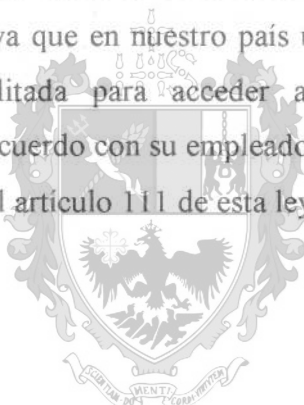 va que en nuestro país u
litada para acceder a
cuerdo con su empleado
l artículo 111 de esta ley